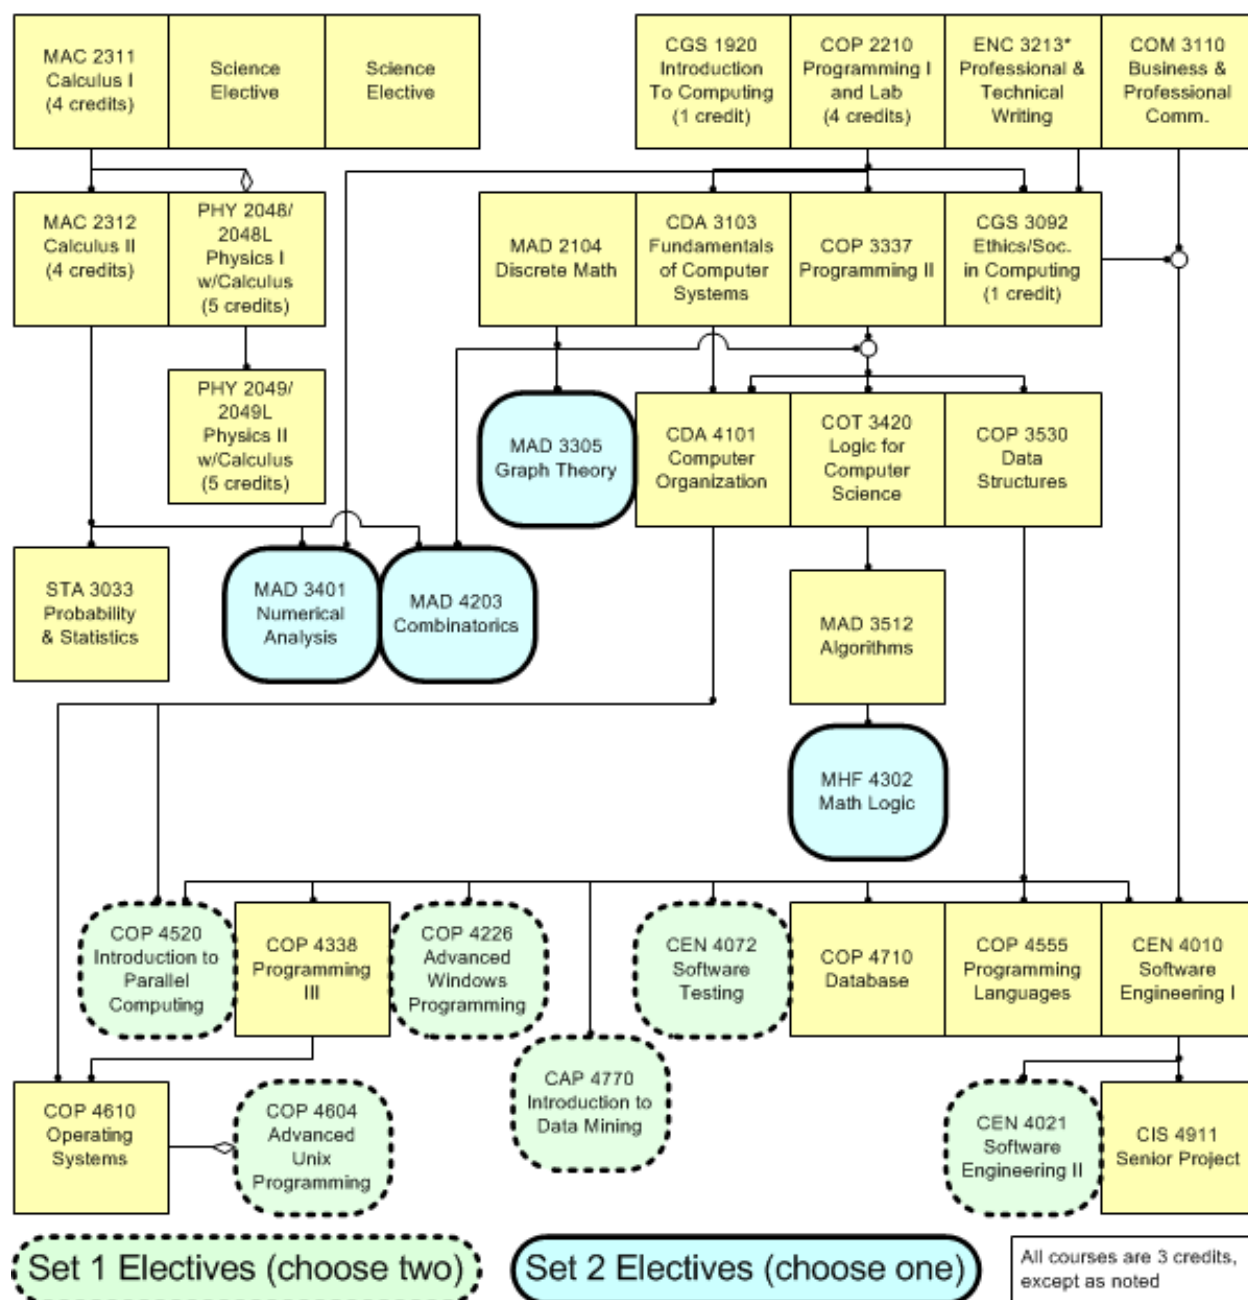 MAC 2311
Calculus I
(4 credits)
Science
Elective
Science
Elective
CGS 1920
Introduction
To Computing
(1 credit)
COP 2210
Programming I
and Lab
(4 credits)
ENC 3213*
Professional &
Technical
Writing
COM 3110
Business &
Professional
Comm.
MAC 2312
Calculus II
(4 credits)
PHY 2048/
2048L
Physics I
w/Calculus
(5 credits)
MAD 2104
Discrete Math
CDA 3103
Fundamentals
of Computer
Systems
COP 3337
Programming II
CGS 3092
Ethics/Soc.
in Computing
(1 credit)
PHY 2049/
2049L
Physics II
w/Calculus
(5 credits)
MAD 3305
Graph Theory
CDA 4101
Computer
Organization
COT 3420
Logic for
Computer
Science
COP 3530
Data
Structures
STA 3033
Probability
& Statistics
MAD 3401
Numerical
Analysis
MAD 4203
Combinatorics
MAD 3512
Algorithms
MHF 4302
Math Logic
COP 4520
Introduction to
Parallel
Computing
COP 4338
Programming
III
COP 4226
Advanced
Windows
Programming
CEN 4072
Software
Testing
COP 4710
Database
COP 4555
Programming
Languages
CEN 4010
Software
Engineering I
COP 4610
Operating
Systems
COP 4604
Advanced
Unix
Programming
CAP 4770
Introduction to
Data Mining
CEN 4021
Software
Engineering II
CIS 4911
Senior Project
Set 1 Electives (choose two)
Set 2 Electives (choose one)
All courses are 3 credits,
except as noted